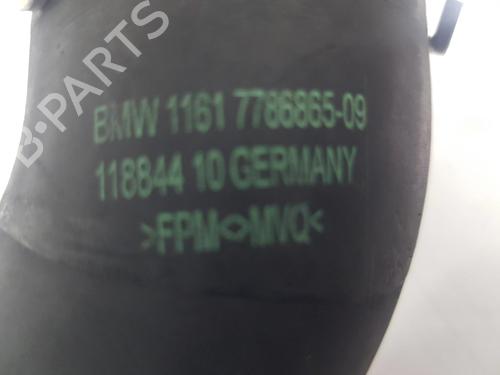 BMW 1161 7786865-09
118844 10 GERMANY
>FPM<>MVQ<
B-PARTS